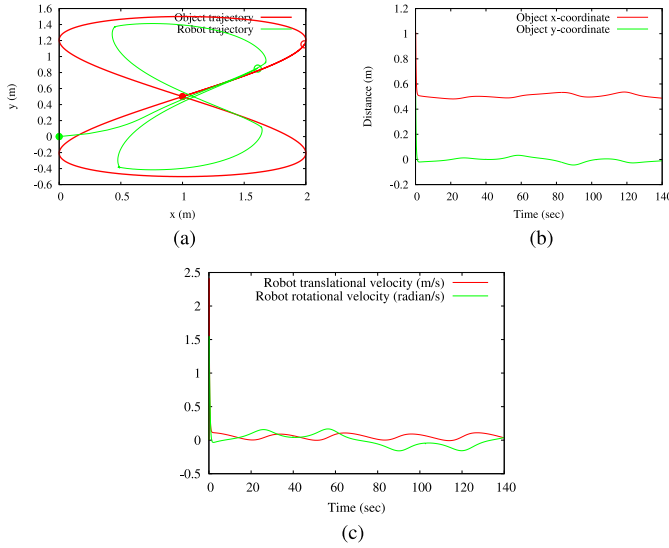 Object trajectory
Robot trajectory
1.6
1.4
1.2
1
0.8
0.6
0.4
0.2
0
-0.2
-0.4
-0.6
y (m)
0 0.5 1 1.5 2
x (m)
(a)
Object x-coordinate
Object y-coordinate
1.2
1
0.8
0.6
0.4
0.2
0
-0.2
Distance (m)
0 20 40 60 80 100 120 140
Time (sec)
(b)
Robot translational velocity (m/s)
Robot rotational velocity (radian/s)
2.5
2
1.5
1
0.5
0
-0.5
0 20 40 60 80 100 120 140
Time (sec)
(c)